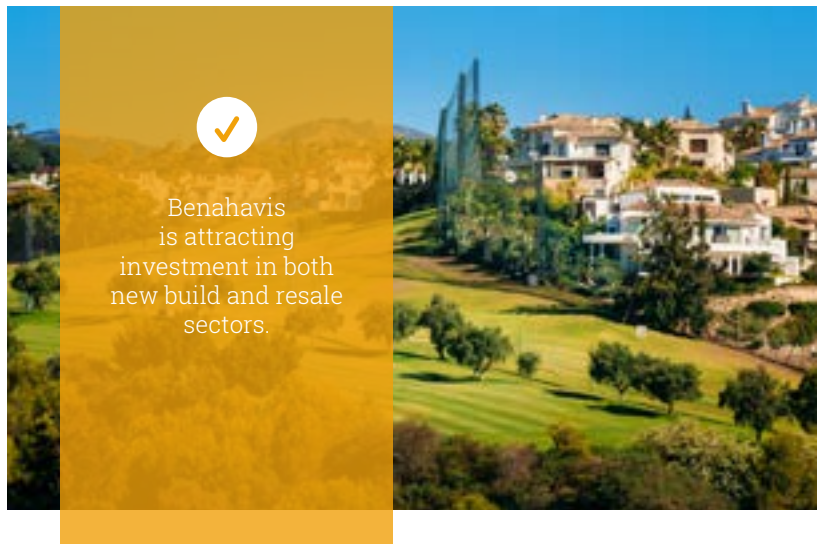 Benahavis
is attracting
investment in both
new build and resale
sectors.